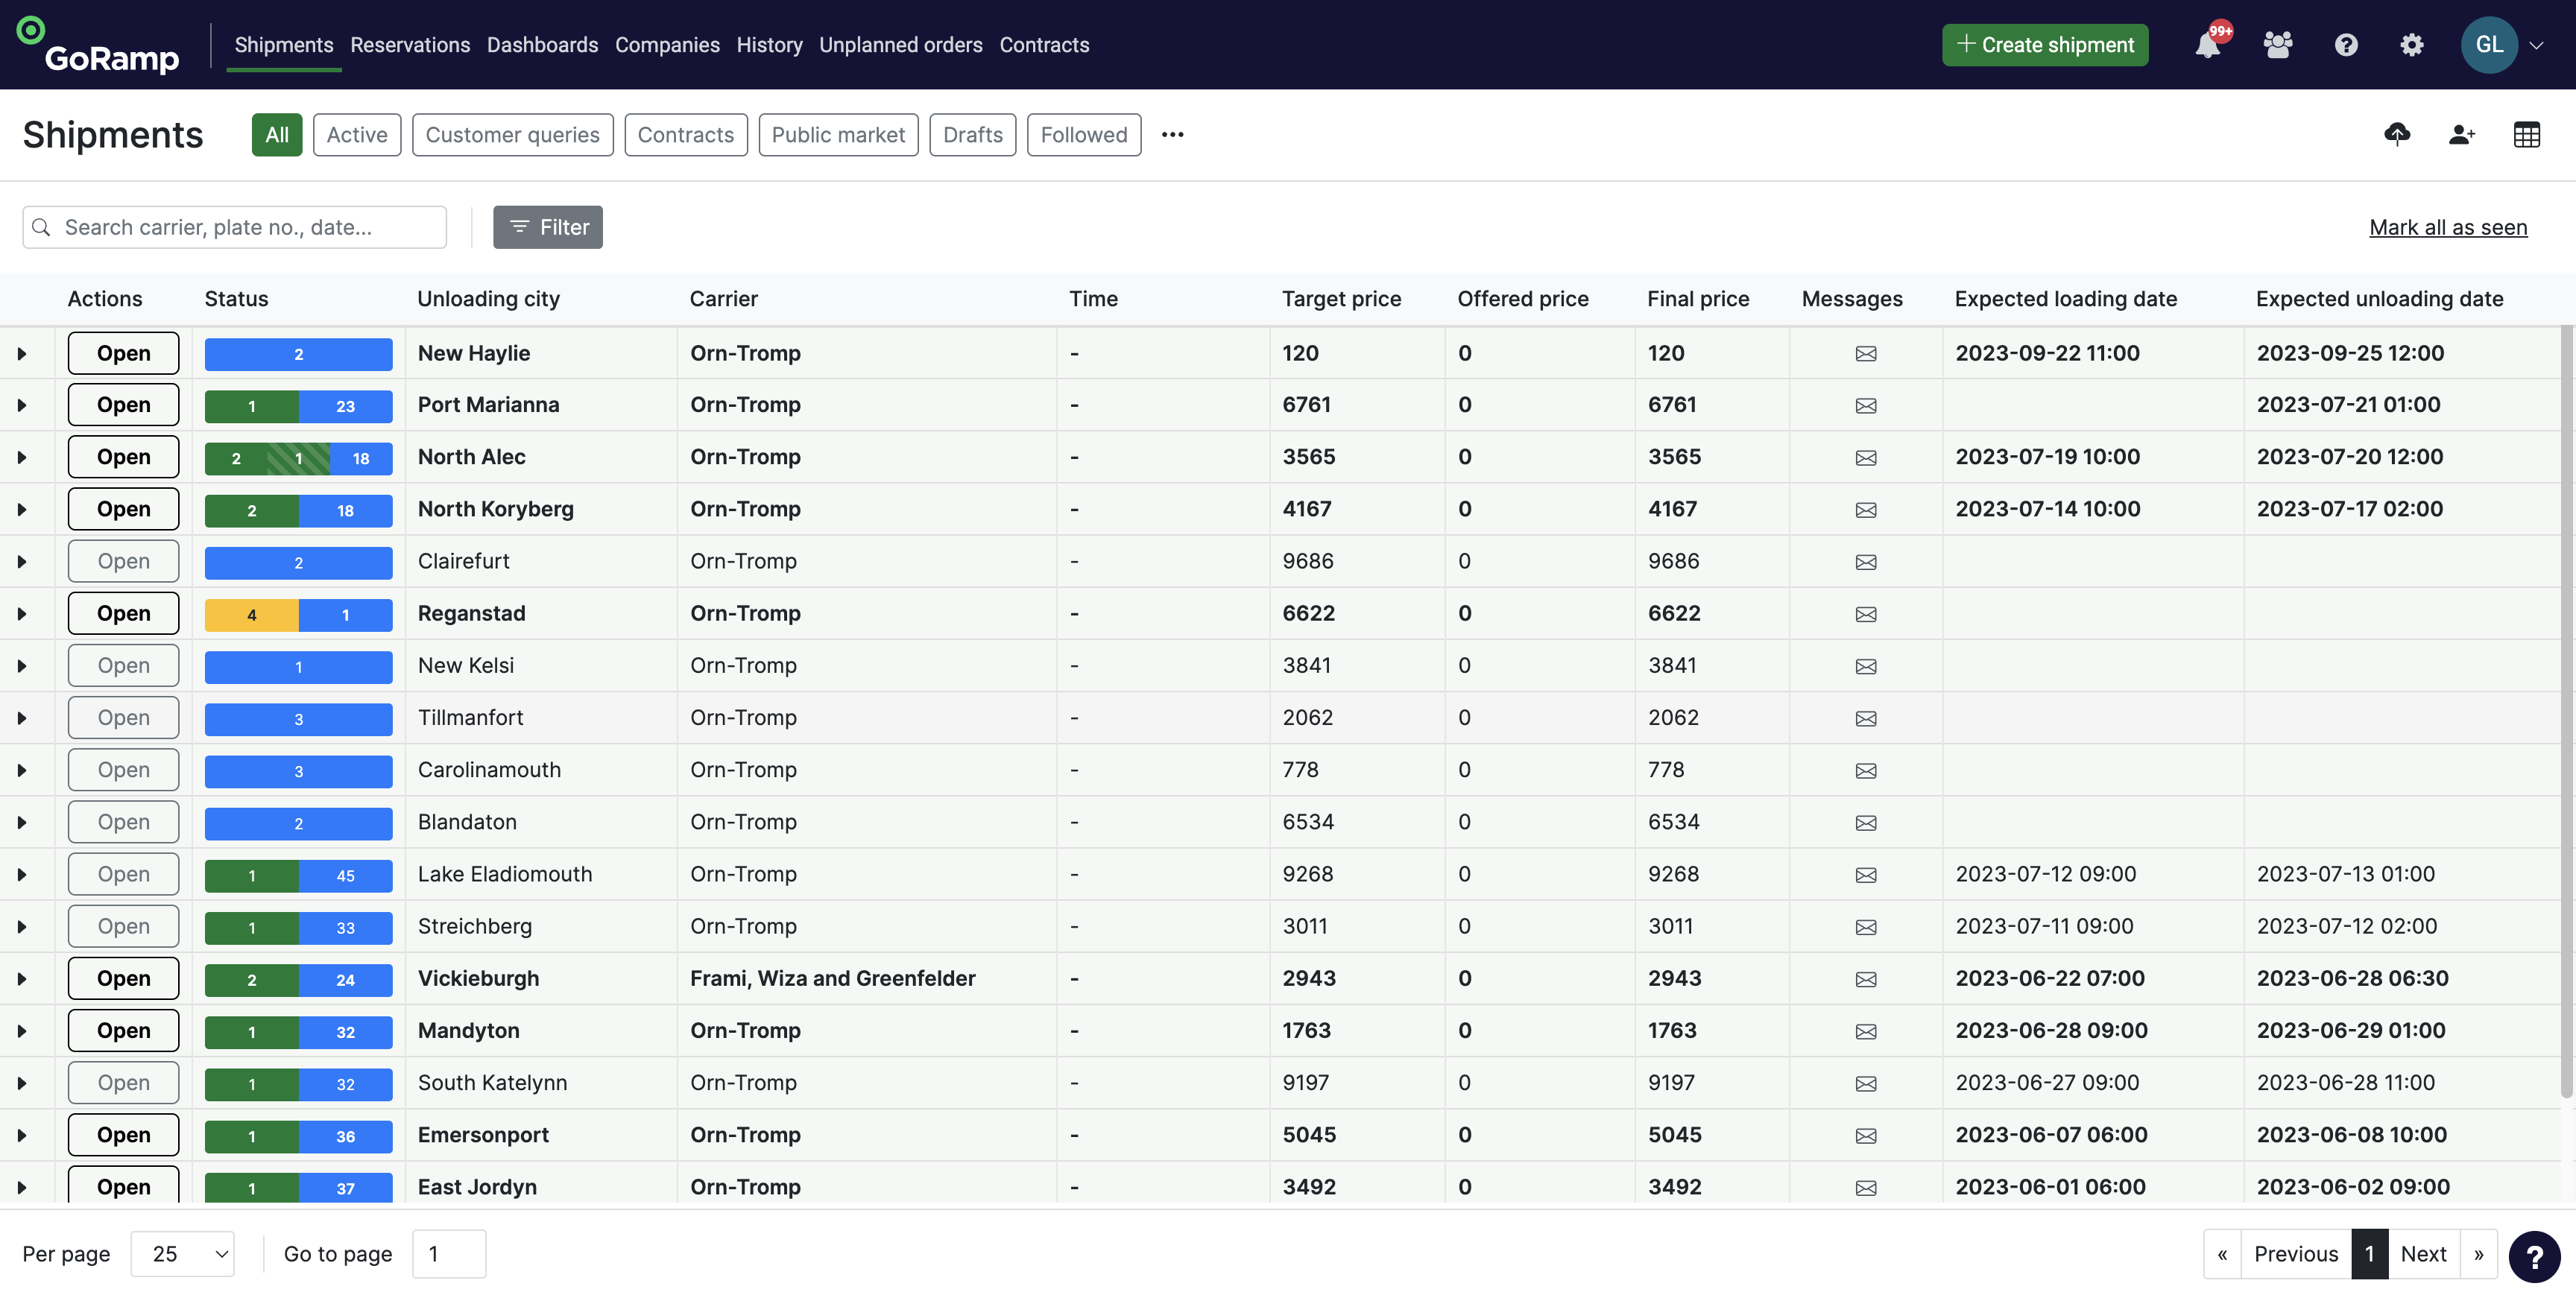 GoRamp Shipments Reservations Dashboards Companies History Unplanned orders Contracts + Create shipment 99+ ? GL
Shipments All Active Customer queries Contracts Public market Drafts Followed •••
Search carrier, plate no., date... Filter Mark all as seen
Actions Status Unloading city Carrier Time Target price Offered price Final price Messages Expected loading date Expected unloading date
Open 2 New Haylie Orn-Tromp - 120 0 120 2023-09-22 11:00 2023-09-25 12:00
Open 1 23 Port Marianna Orn-Tromp - 6761 0 6761 2023-07-21 01:00
Open 2 1 18 North Alec Orn-Tromp - 3565 0 3565 2023-07-19 10:00 2023-07-20 12:00
Open 2 18 North Koryberg Orn-Tromp - 4167 0 4167 2023-07-14 10:00 2023-07-17 02:00
Open 2 Clairefurt Orn-Tromp - 9686 0 9686
Open 4 1 Reganstad Orn-Tromp - 6622 0 6622
Open 1 New Kelsi Orn-Tromp - 3841 0 3841
Open 3 Tillmanfort Orn-Tromp - 2062 0 2062
Open 3 Carolinamouth Orn-Tromp - 778 0 778
Open 2 Blandaton Orn-Tromp - 6534 0 6534
Open 1 45 Lake Eladiomouth Orn-Tromp - 9268 0 9268 2023-07-12 09:00 2023-07-13 01:00
Open 1 33 Streichberg Orn-Tromp - 3011 0 3011 2023-07-11 09:00 2023-07-12 02:00
Open 2 24 Vickieburgh Frami, Wiza and Greenfelder - 2943 0 2943 2023-06-22 07:00 2023-06-28 06:30
Open 1 32 Mandyton Orn-Tromp - 1763 0 1763 2023-06-28 09:00 2023-06-29 01:00
Open 1 32 South Katelynn Orn-Tromp - 9197 0 9197 2023-06-27 09:00 2023-06-28 11:00
Open 1 36 Emersonport Orn-Tromp - 5045 0 5045 2023-06-07 06:00 2023-06-08 10:00
Open 1 37 East Jordyn Orn-Tromp - 3492 0 3492 2023-06-01 06:00 2023-06-02 09:00
Per page 25 Go to page 1 « Previous 1 Next » ?